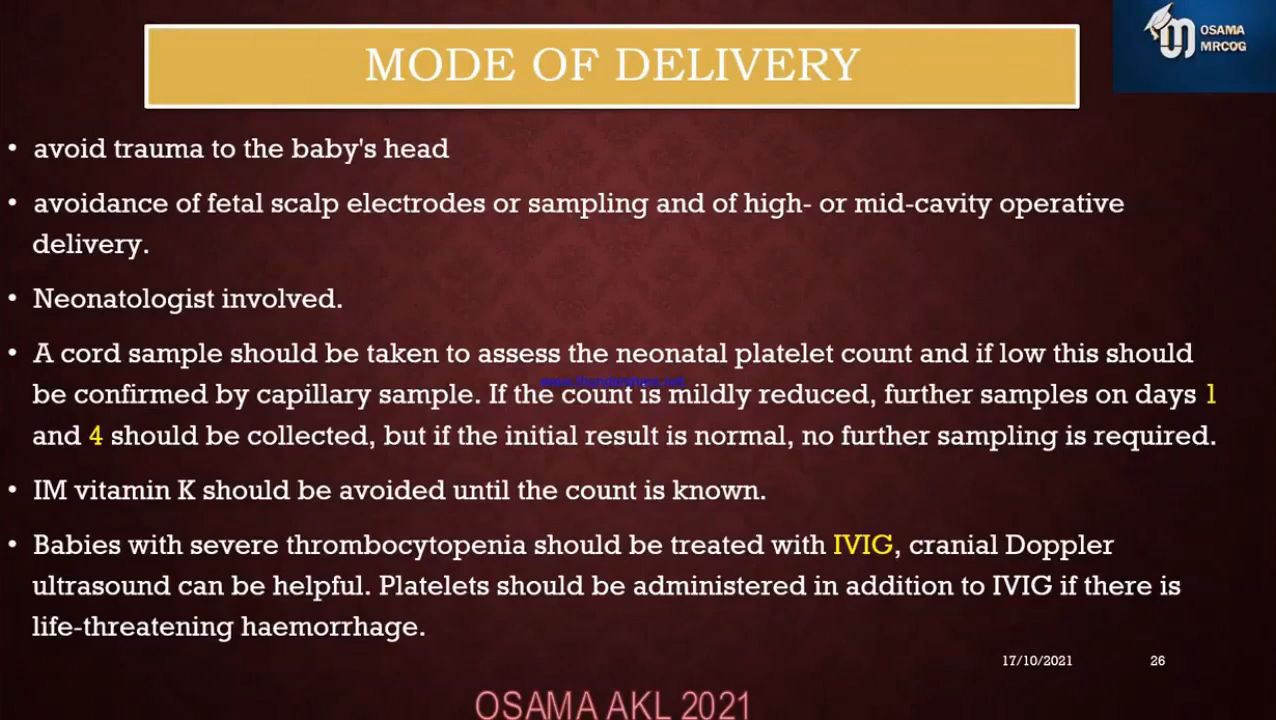 OSAMA
MRCOG
MODE OF DELIVERY
• avoid trauma to the baby's head
• avoidance of fetal scalp electrodes or sampling and of high- or mid-cavity operative
delivery.
• Neonatologist involved.
• A cord sample should be taken to assess the neonatal platelet count and if low this should
be confirmed by capillary sample. If the count is mildly reduced, further samples on days 1
and 4 should be collected, but if the initial result is normal, no further sampling is required.
• IM vitamin K should be avoided until the count is known.
• Babies with severe thrombocytopenia should be treated with IVIG, cranial Doppler
ultrasound can be helpful. Platelets should be administered in addition to IVIG if there is
life-threatening haemorrhage.
17/10/2021 26
OSAMA AKL 2021